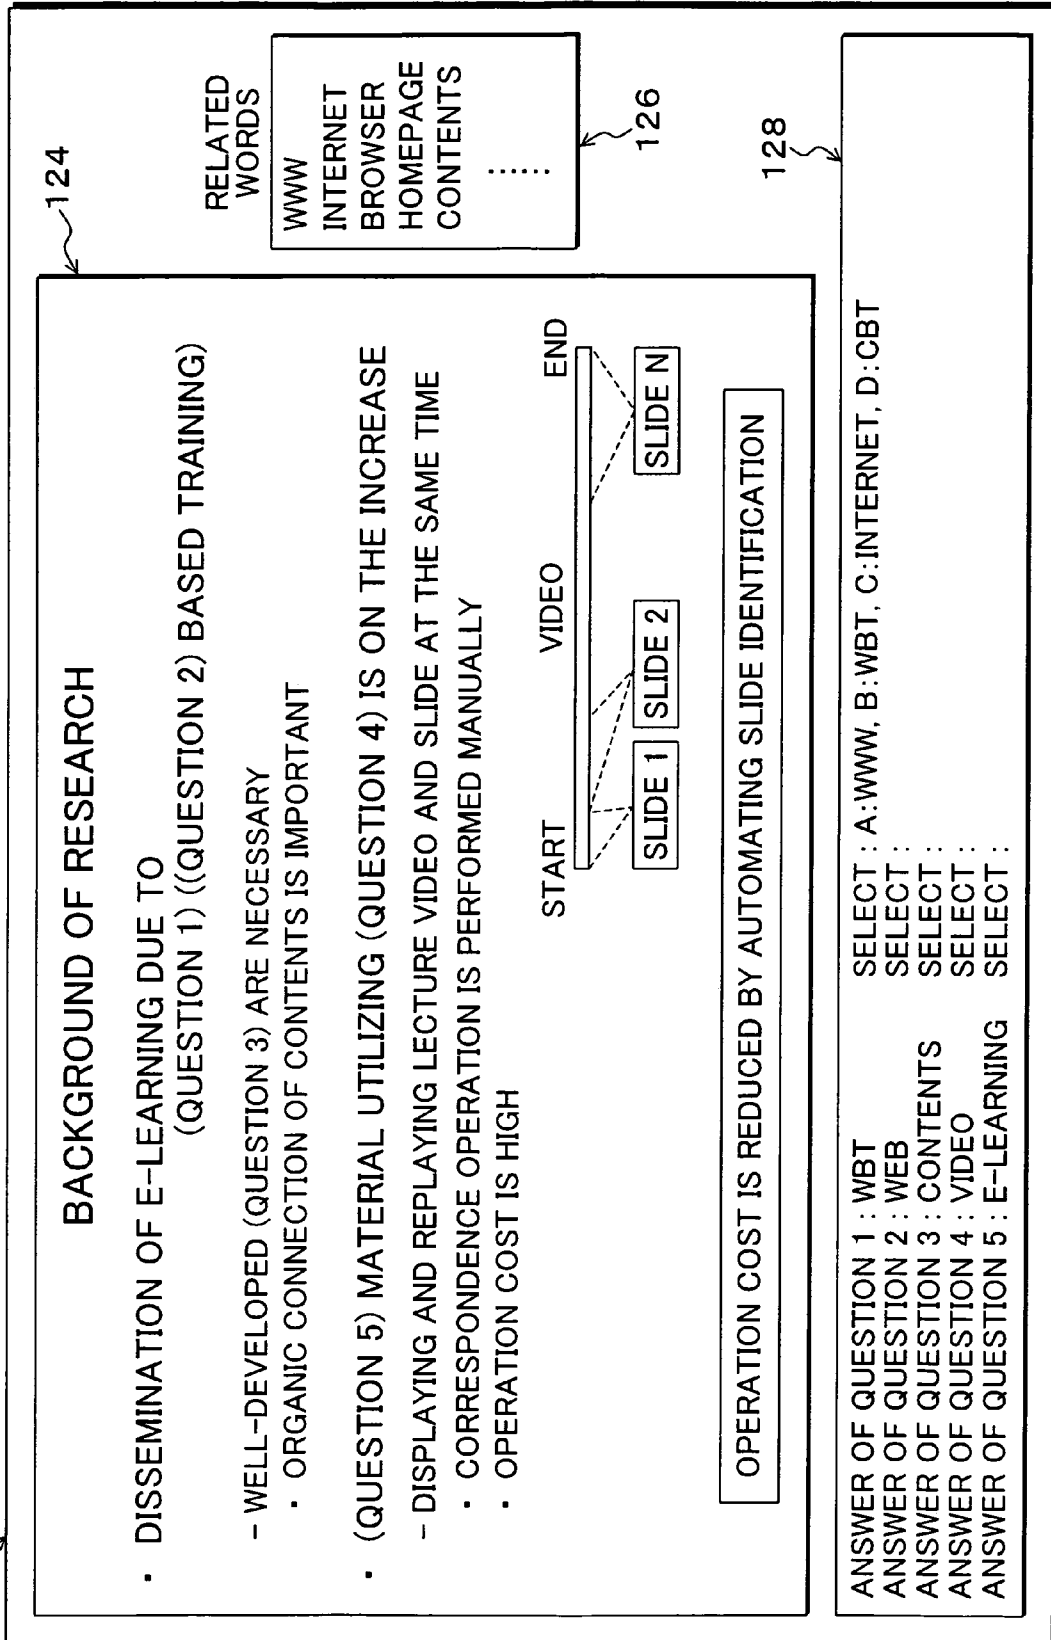 124
BACKGROUND OF RESEARCH
· DISSEMINATION OF E-LEARNING DUE TO
(QUESTION 1) ((QUESTION 2) BASED TRAINING)
- WELL-DEVELOPED (QUESTION 3) ARE NECESSARY
· ORGANIC CONNECTION OF CONTENTS IS IMPORTANT
· (QUESTION 5) MATERIAL UTILIZING (QUESTION 4) IS ON THE INCREASE
- DISPLAYING AND REPLAYING LECTURE VIDEO AND SLIDE AT THE SAME TIME
· CORRESPONDENCE OPERATION IS PERFORMED MANUALLY
· OPERATION COST IS HIGH
START VIDEO END
SLIDE 1 SLIDE 2 SLIDE N
OPERATION COST IS REDUCED BY AUTOMATING SLIDE IDENTIFICATION
RELATED
WORDS
WWW
INTERNET
BROWSER
HOMEPAGE
CONTENTS
......
126
128
ANSWER OF QUESTION 1 : WBT SELECT : A:WWW, B:WBT, C:INTERNET, D:CBT
ANSWER OF QUESTION 2 : WEB SELECT :
ANSWER OF QUESTION 3 : CONTENTS SELECT :
ANSWER OF QUESTION 4 : VIDEO SELECT :
ANSWER OF QUESTION 5 : E-LEARNING SELECT :